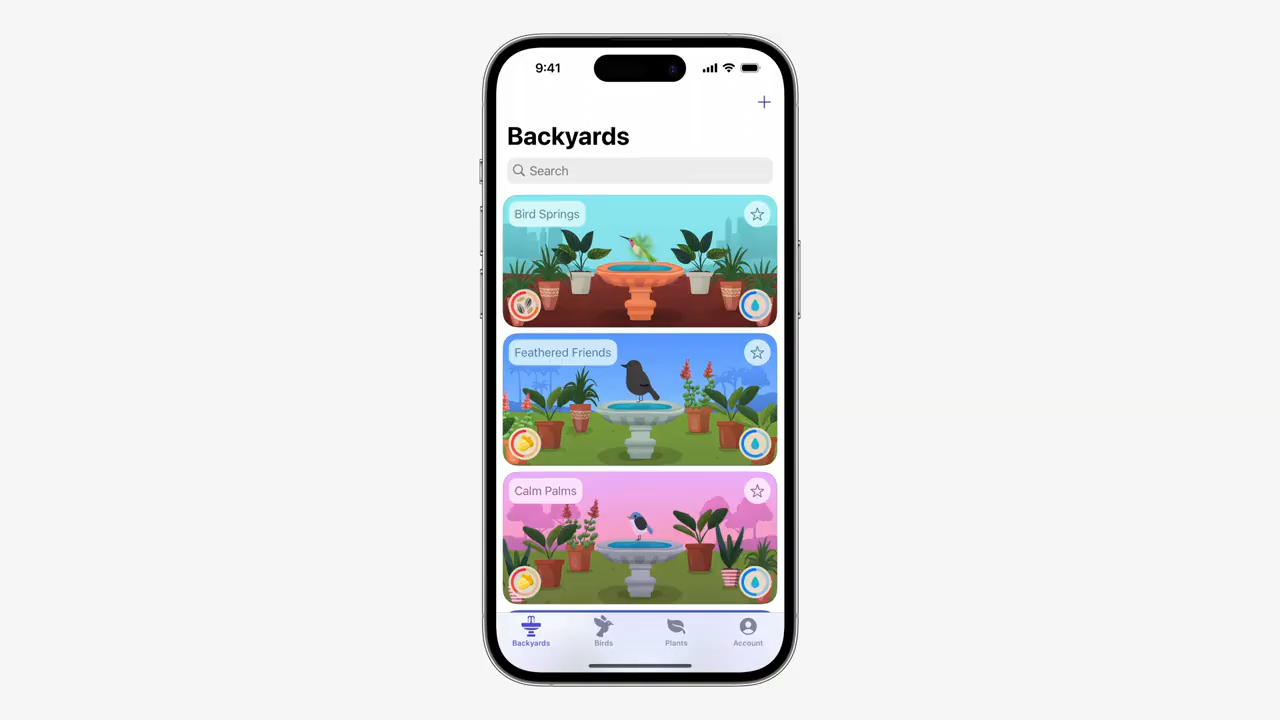 9:41
Backyards
Search
Bird Springs
Feathered Friends
Calm Palms
Backyards
Birds
Plants
Account